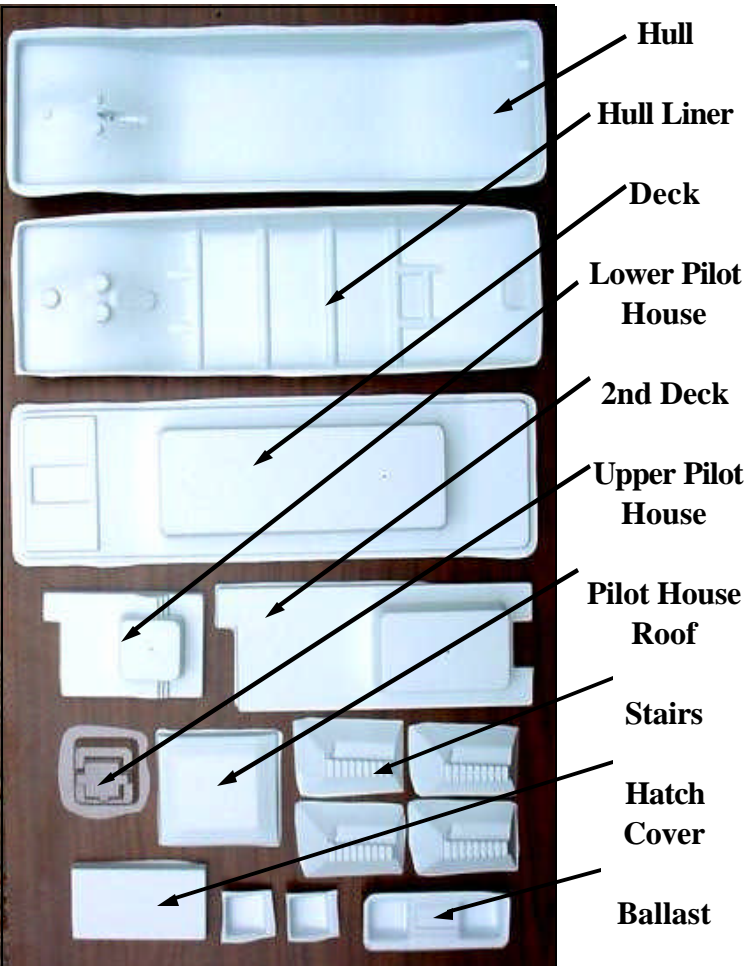 Hull
Hull Liner
Deck
Lower Pilot
House
2nd Deck
Upper Pilot
House
Pilot House
Roof
Stairs
Hatch
Cover
Ballast